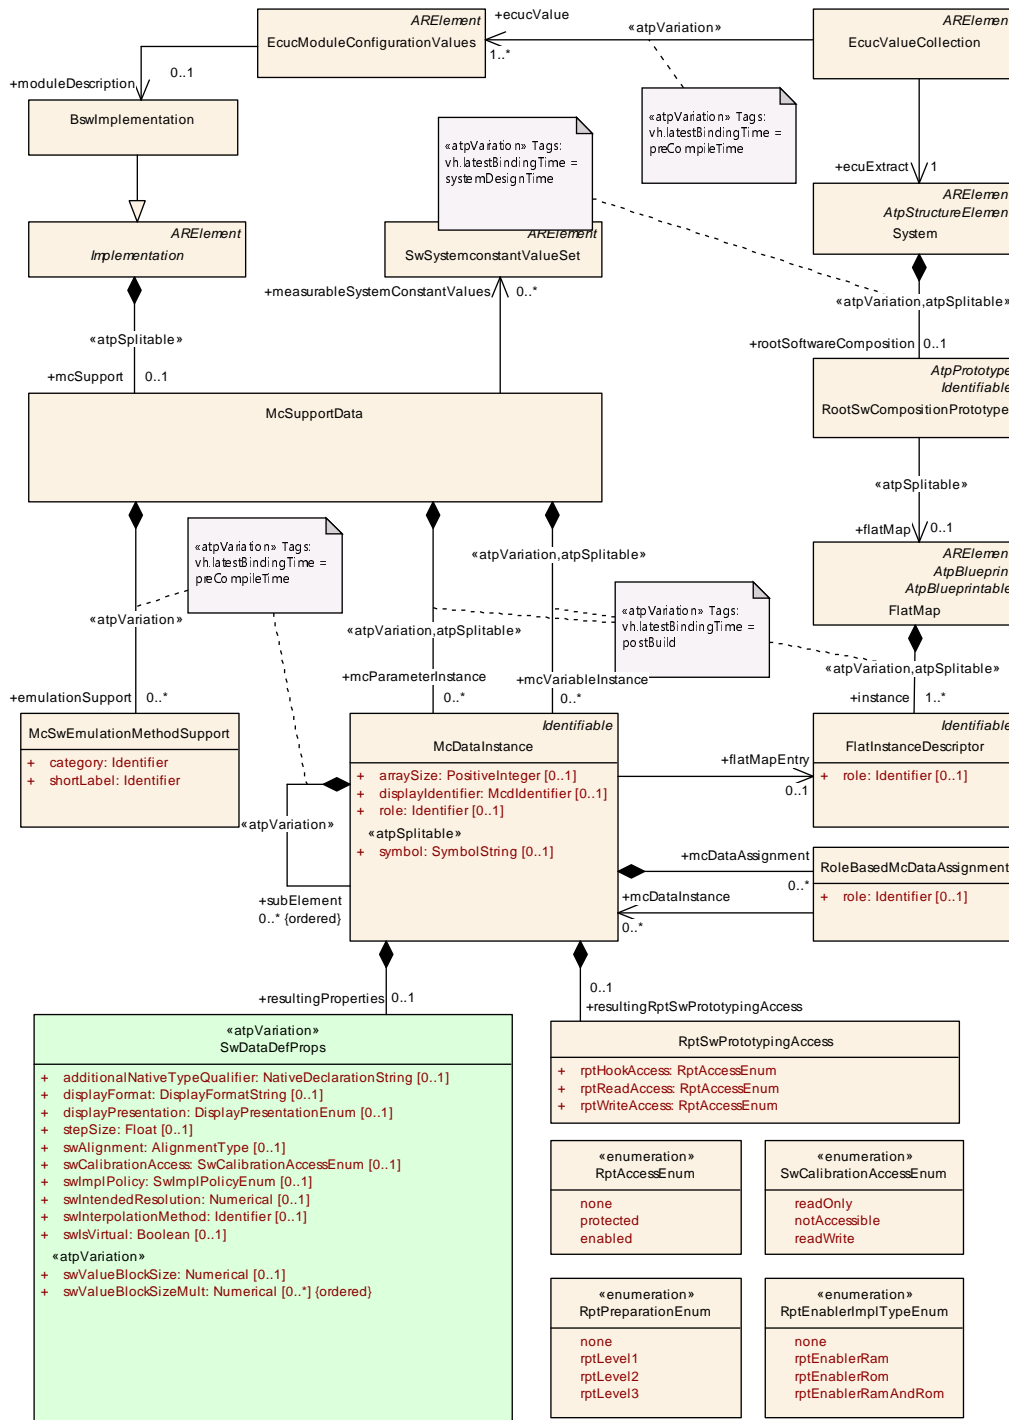 ARElement
EcucModuleConfigurationValues
+ecucValue
1..*
«atpVariation»
AREleme
EcucValueCollection
+moduleDescription
0..1
BswImplementation
«atpVariation» Tags:
vh.latestBindingTime =
preCompileTime
«atpVariation» Tags:
vh.latestBindingTime =
systemDesignTime
+ecuExtract
1
ARElement
Implementation
ARElement
SwSystemconstantValueSet
ARElemen
AtpStructureElemen
System
+measurableSystemConstantValues
0..*
«atpVariation,atpSplitable»
«atpSplitable»
+mcSupport
0..1
+rootSoftwareComposition
0..1
AtpPrototype
Identifiable
RootSwCompositionPrototype
McSupportData
«atpSplitable»
+flatMap
0..1
«atpVariation» Tags:
vh.latestBindingTime =
preCompileTime
«atpVariation,atpSplitable»
ARElemen
AtpBlueprin
AtpBlueprintable
FlatMap
«atpVariation»
«atpVariation,atpSplitable»
«atpVariation» Tags:
vh.latestBindingTime =
postBuild
«atpVariation,atpSplitable»
+emulationSupport
0..*
+mcParameterInstance
0..*
+mcVariableInstance
0..*
+instance
1..*
McSwEmulationMethodSupport
+ category: Identifier
+ shortLabel: Identifier
Identifiable
McDataInstance
+ arraySize: PositiveInteger [0..1]
+ displayIdentifier: McdIdentifier [0..1]
+ role: Identifier [0..1]
«atpSplitable»
+ symbol: SymbolString [0..1]
+flatMapEntry
0..1
Identifiable
FlatInstanceDescriptor
+ role: Identifier [0..1]
«atpVariation»
+subElement
0..* {ordered}
+mcDataAssignment
0..*
+mcDataInstance
0..*
RoleBasedMcDataAssignment
+ role: Identifier [0..1]
+resultingProperties
0..1
0..1
+resultingRptSwPrototypingAccess
«atpVariation»
SwDataDefProps
+ additionalNativeTypeQualifier: NativeDeclarationString [0..1]
+ displayFormat: DisplayFormatString [0..1]
+ displayPresentation: DisplayPresentationEnum [0..1]
+ stepSize: Float [0..1]
+ swAlignment: AlignmentType [0..1]
+ swCalibrationAccess: SwCalibrationAccessEnum [0..1]
+ swImplPolicy: SwImplPolicyEnum [0..1]
+ swIntendedResolution: Numerical [0..1]
+ swInterpolationMethod: Identifier [0..1]
+ swIsVirtual: Boolean [0..1]
«atpVariation»
+ swValueBlockSize: Numerical [0..1]
+ swValueBlockSizeMult: Numerical [0..*] {ordered}
RptSwPrototypingAccess
+ rptHookAccess: RptAccessEnum
+ rptReadAccess: RptAccessEnum
+ rptWriteAccess: RptAccessEnum
«enumeration»
RptAccessEnum
none
protected
enabled
«enumeration»
SwCalibrationAccessEnum
readOnly
notAccessible
readWrite
«enumeration»
RptPreparationEnum
none
rptLevel1
rptLevel2
rptLevel3
«enumeration»
RptEnablerImplTypeEnum
none
rptEnablerRam
rptEnablerRom
rptEnablerRamAndRom